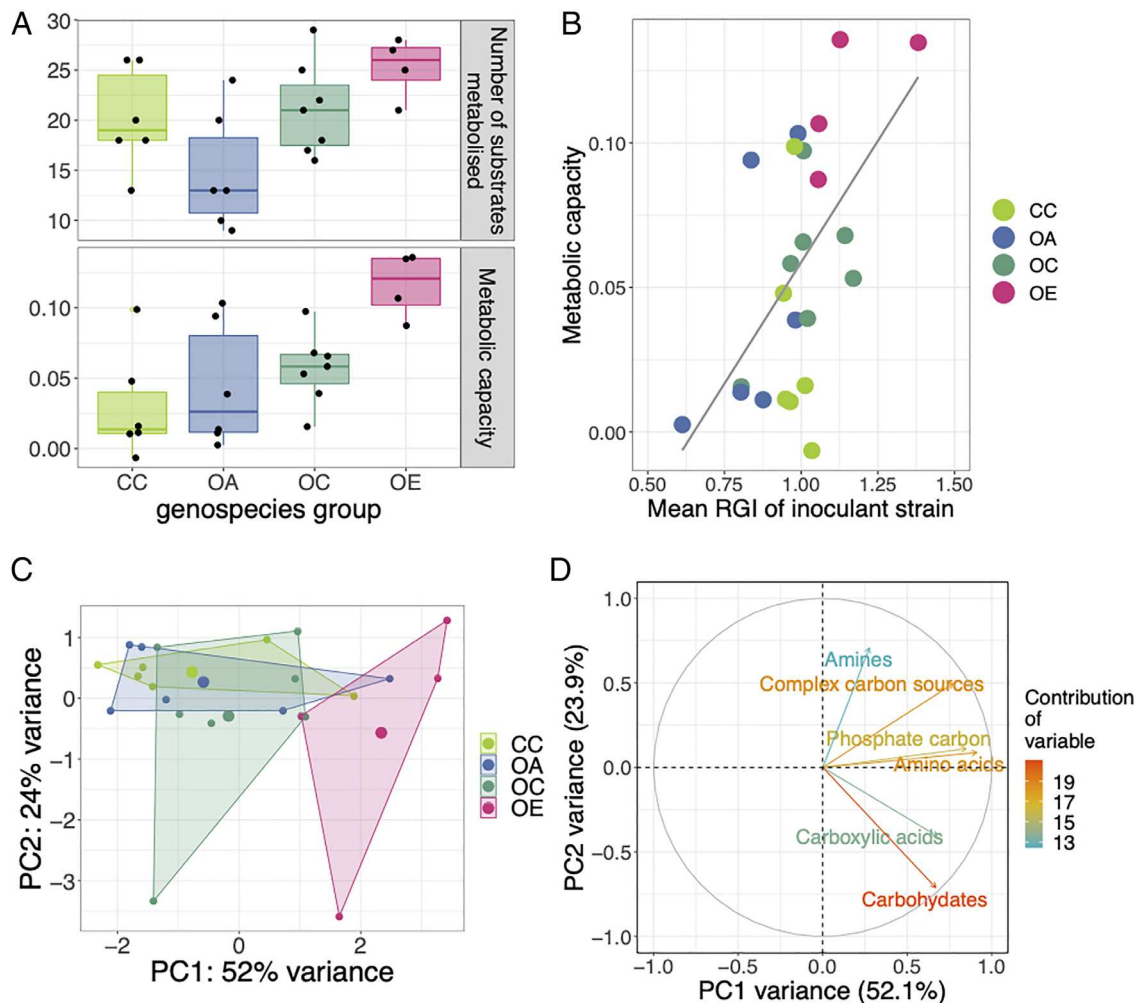 A
30
25
20
15
10
Number of substrates
metabolised
0.10
0.05
0.00
Metabolic capacity
CC
OA
OC
OE
genospecies group
B
Metabolic capacity
0.10
0.05
0.00
0.50
0.75
1.00
1.25
1.50
Mean RGI of inoculant strain
CC
OA
OC
OE
C
PC2: 24% variance
1
0
−1
−2
−3
−2
0
2
PC1: 52% variance
CC
OA
OC
OE
D
PC2 variance (23.9%)
1.0
0.5
0.0
−0.5
−1.0
Amines
Complex carbon sources
Phosphate carbon
Amino acids
Carboxylic acids
Carbohydates
−1.0
−0.5
0.0
0.5
1.0
PC1 variance (52.1%)
Contribution
of
variable
19
17
15
13